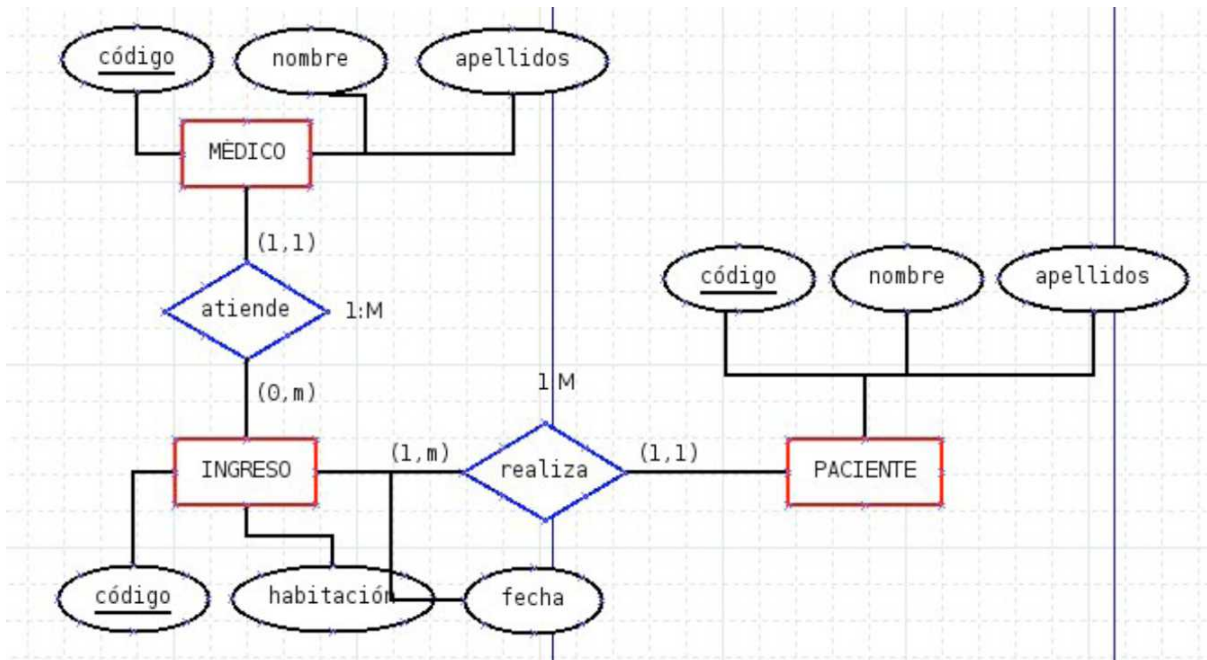 código
nombre
apellidos
MÉDICO
(1,1)
atiende
1:M
código
nombre
apellidos
(0,m)
1 M
INGRESO
(1,m)
realiza
(1,1)
PACIENTE
código
habitación
fecha